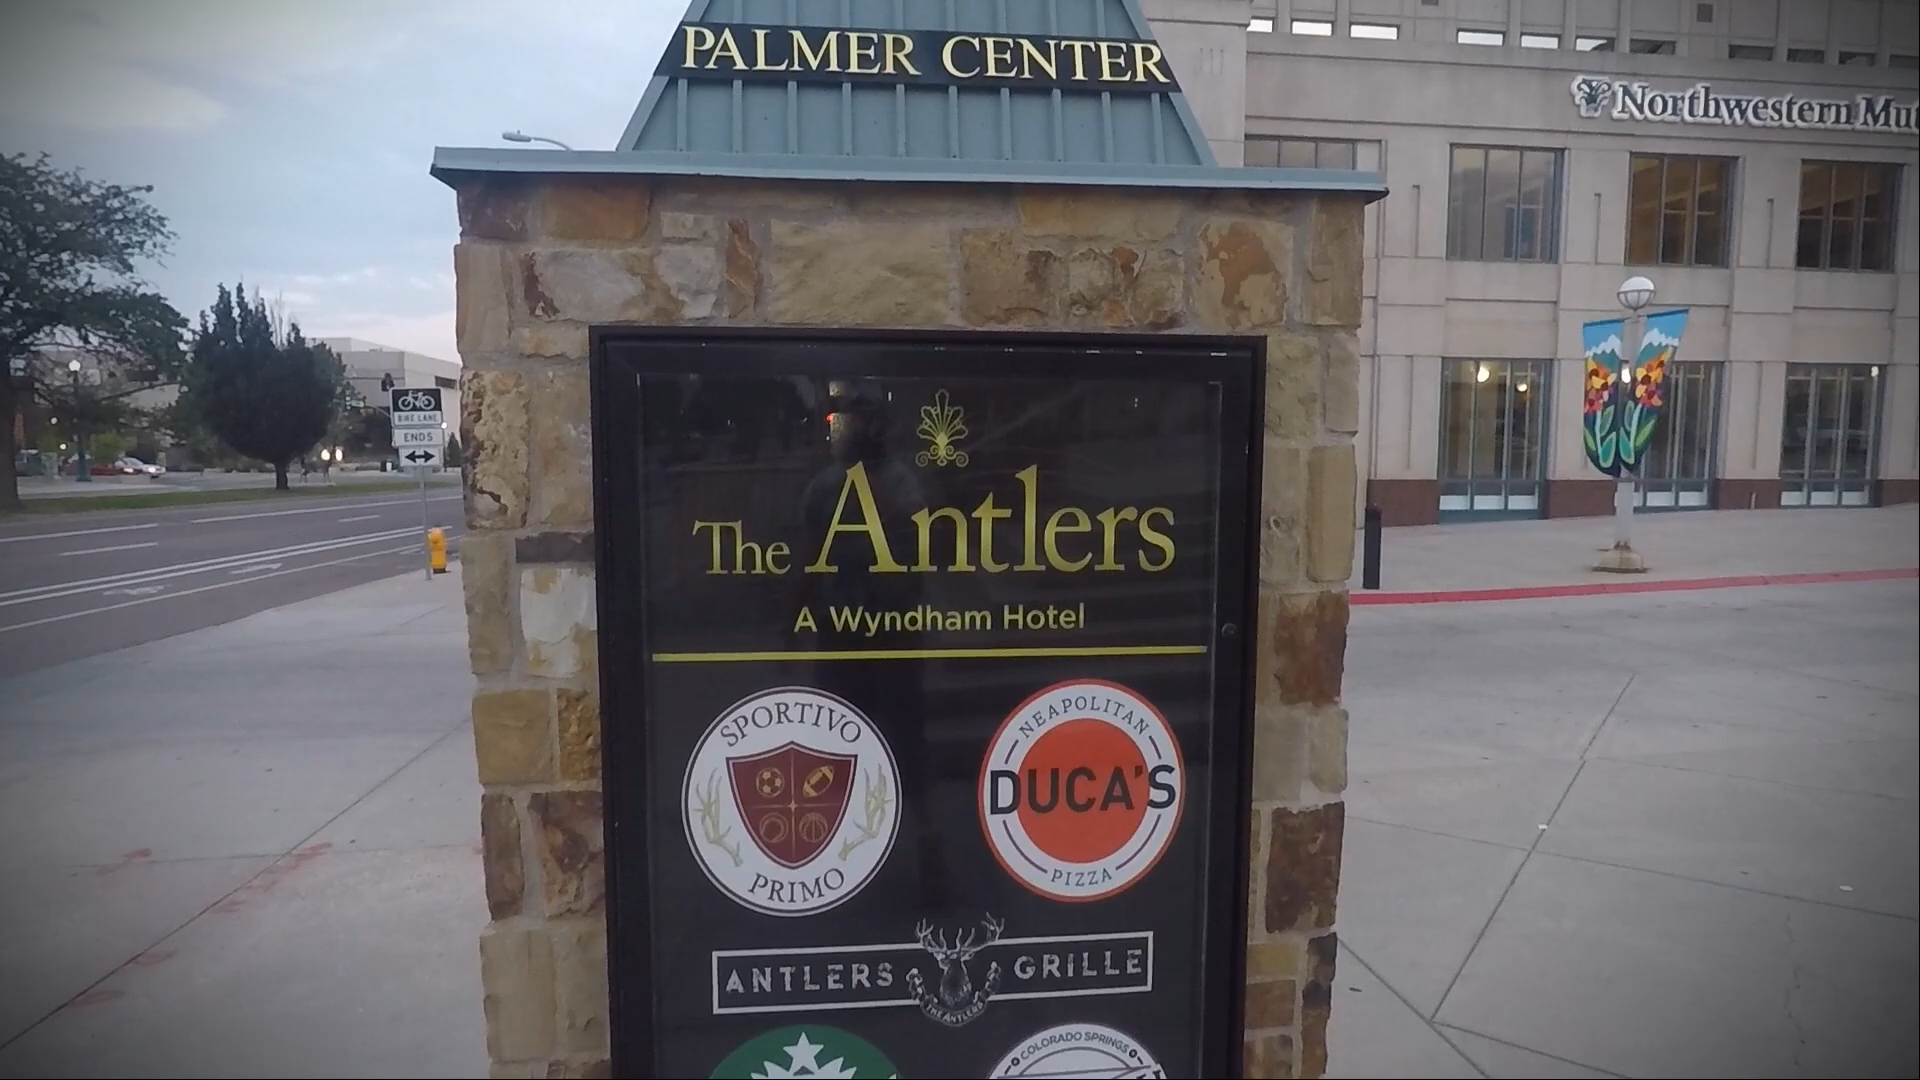 PALMER CENTER
Northwestern Mut
BIKE LANE
ENDS
The Antlers
A Wyndham Hotel
SPORTIVO
PRIMO
NEAPOLITAN
DUCA'S
PIZZA
ANTLERS GRILLE
THE ANTLERS
COLORADO SPRINGS